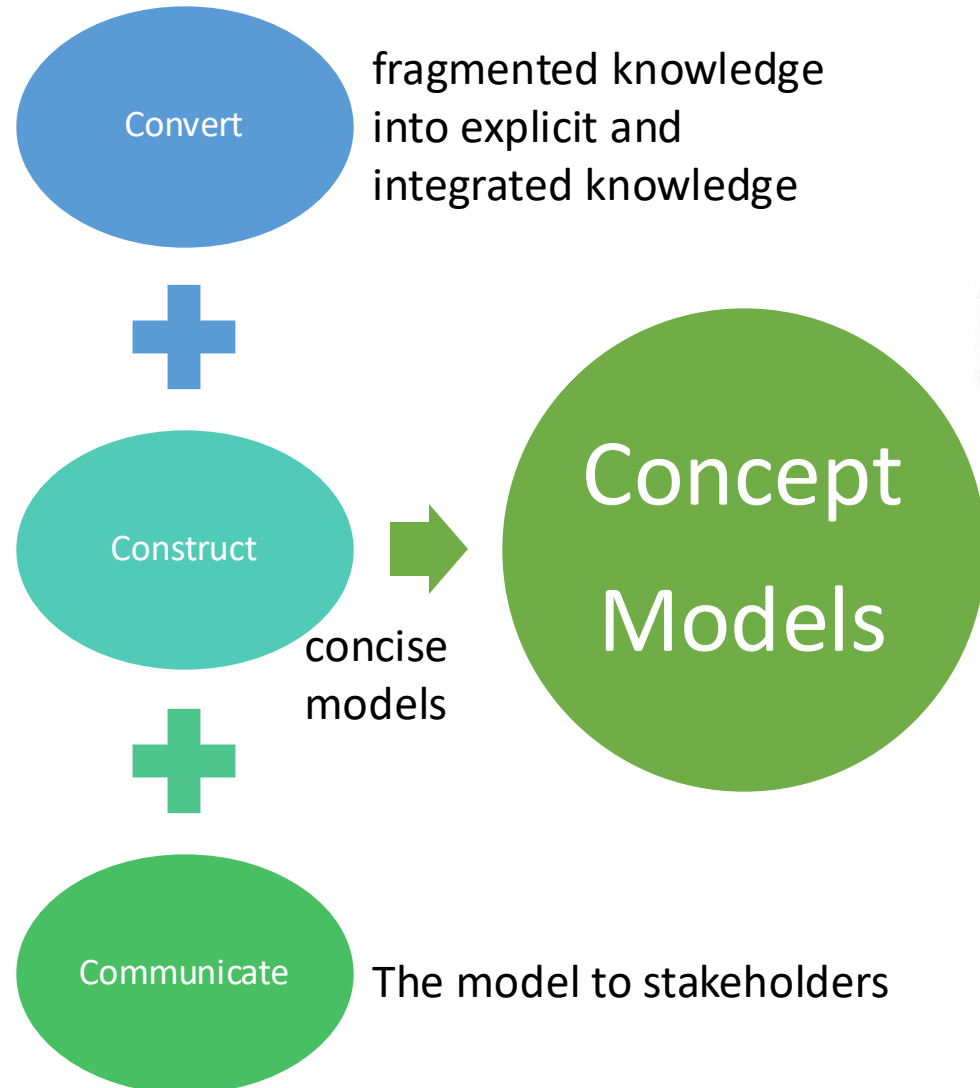 Convert
fragmented knowledge
into explicit and
integrated knowledge
Construct
concise
models
Concept
Models
Communicate
The model to stakeholders